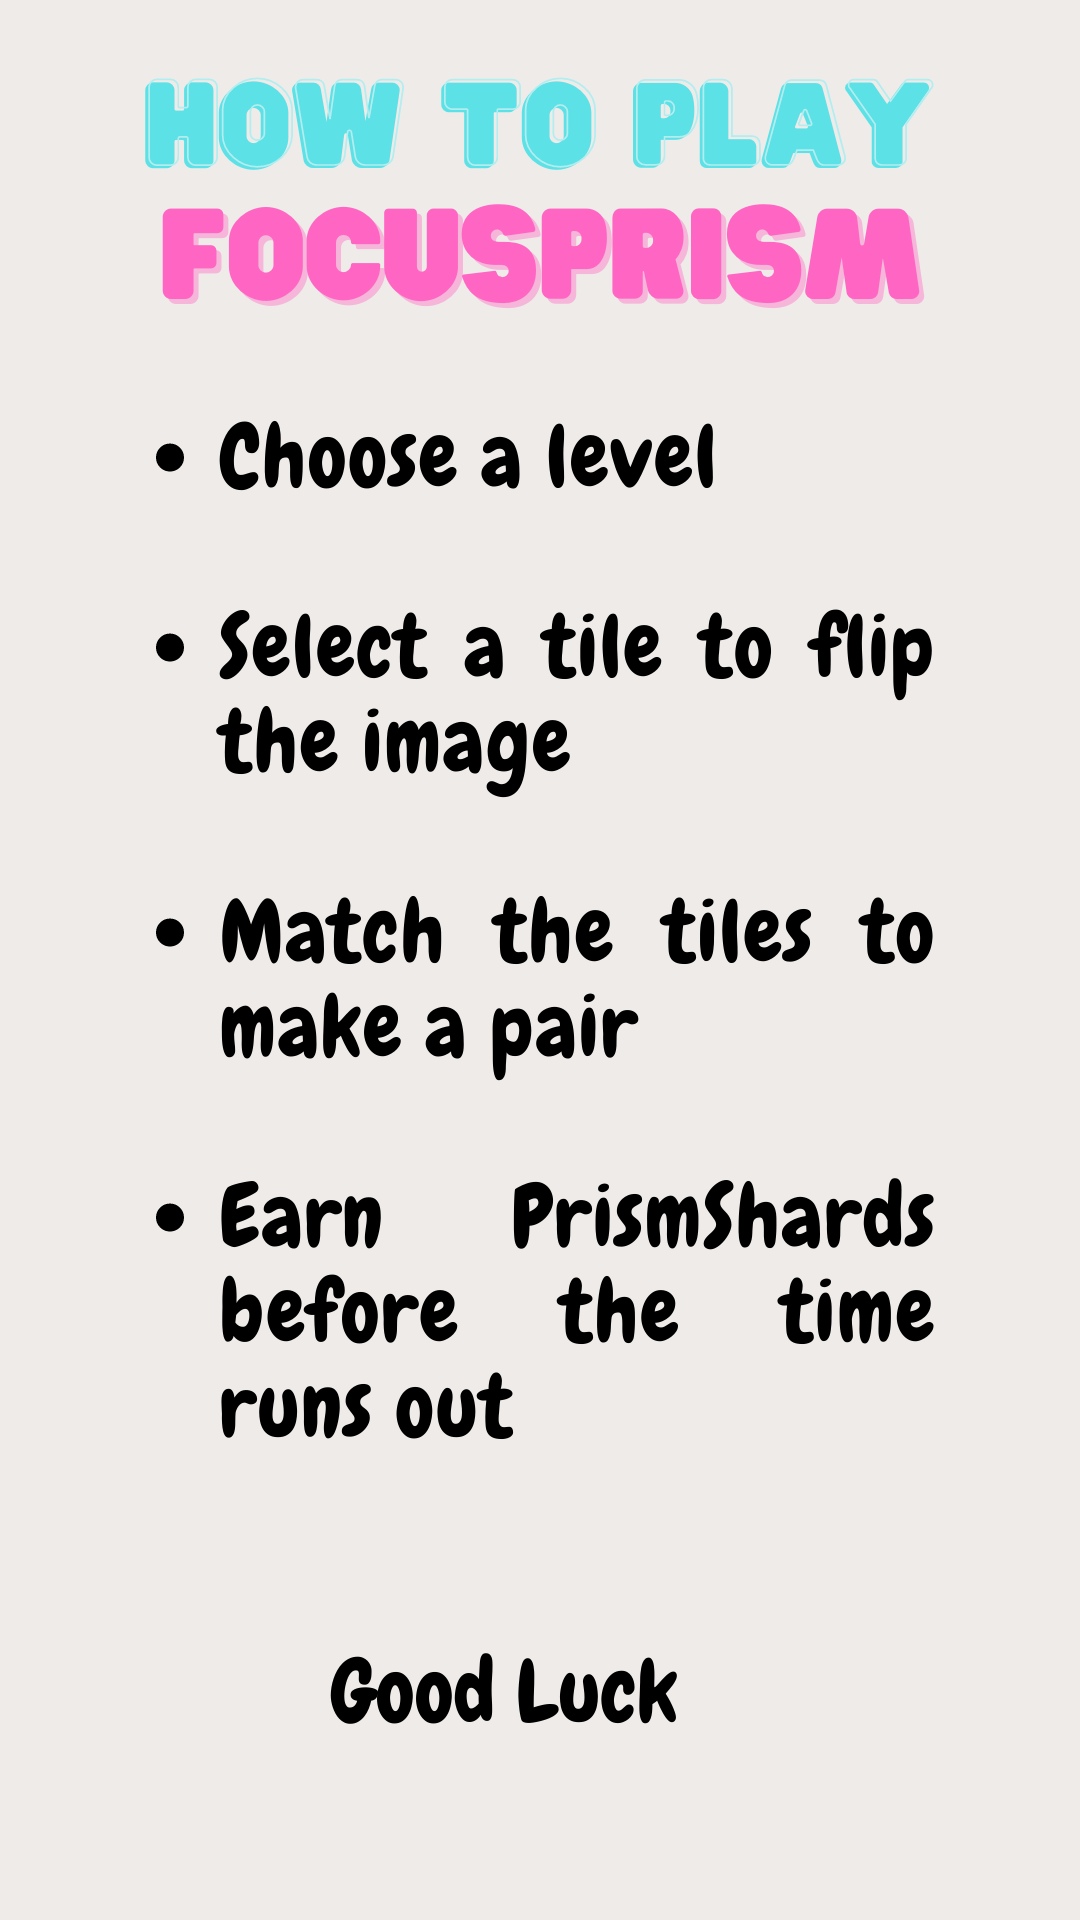 HOW TO PLAY
FOCUSPRISM
• Choose a level
• Select a tile to flip
the image
• Match the tiles to
make a pair
• Earn PrismShards
before the time
runs out
Good Luck